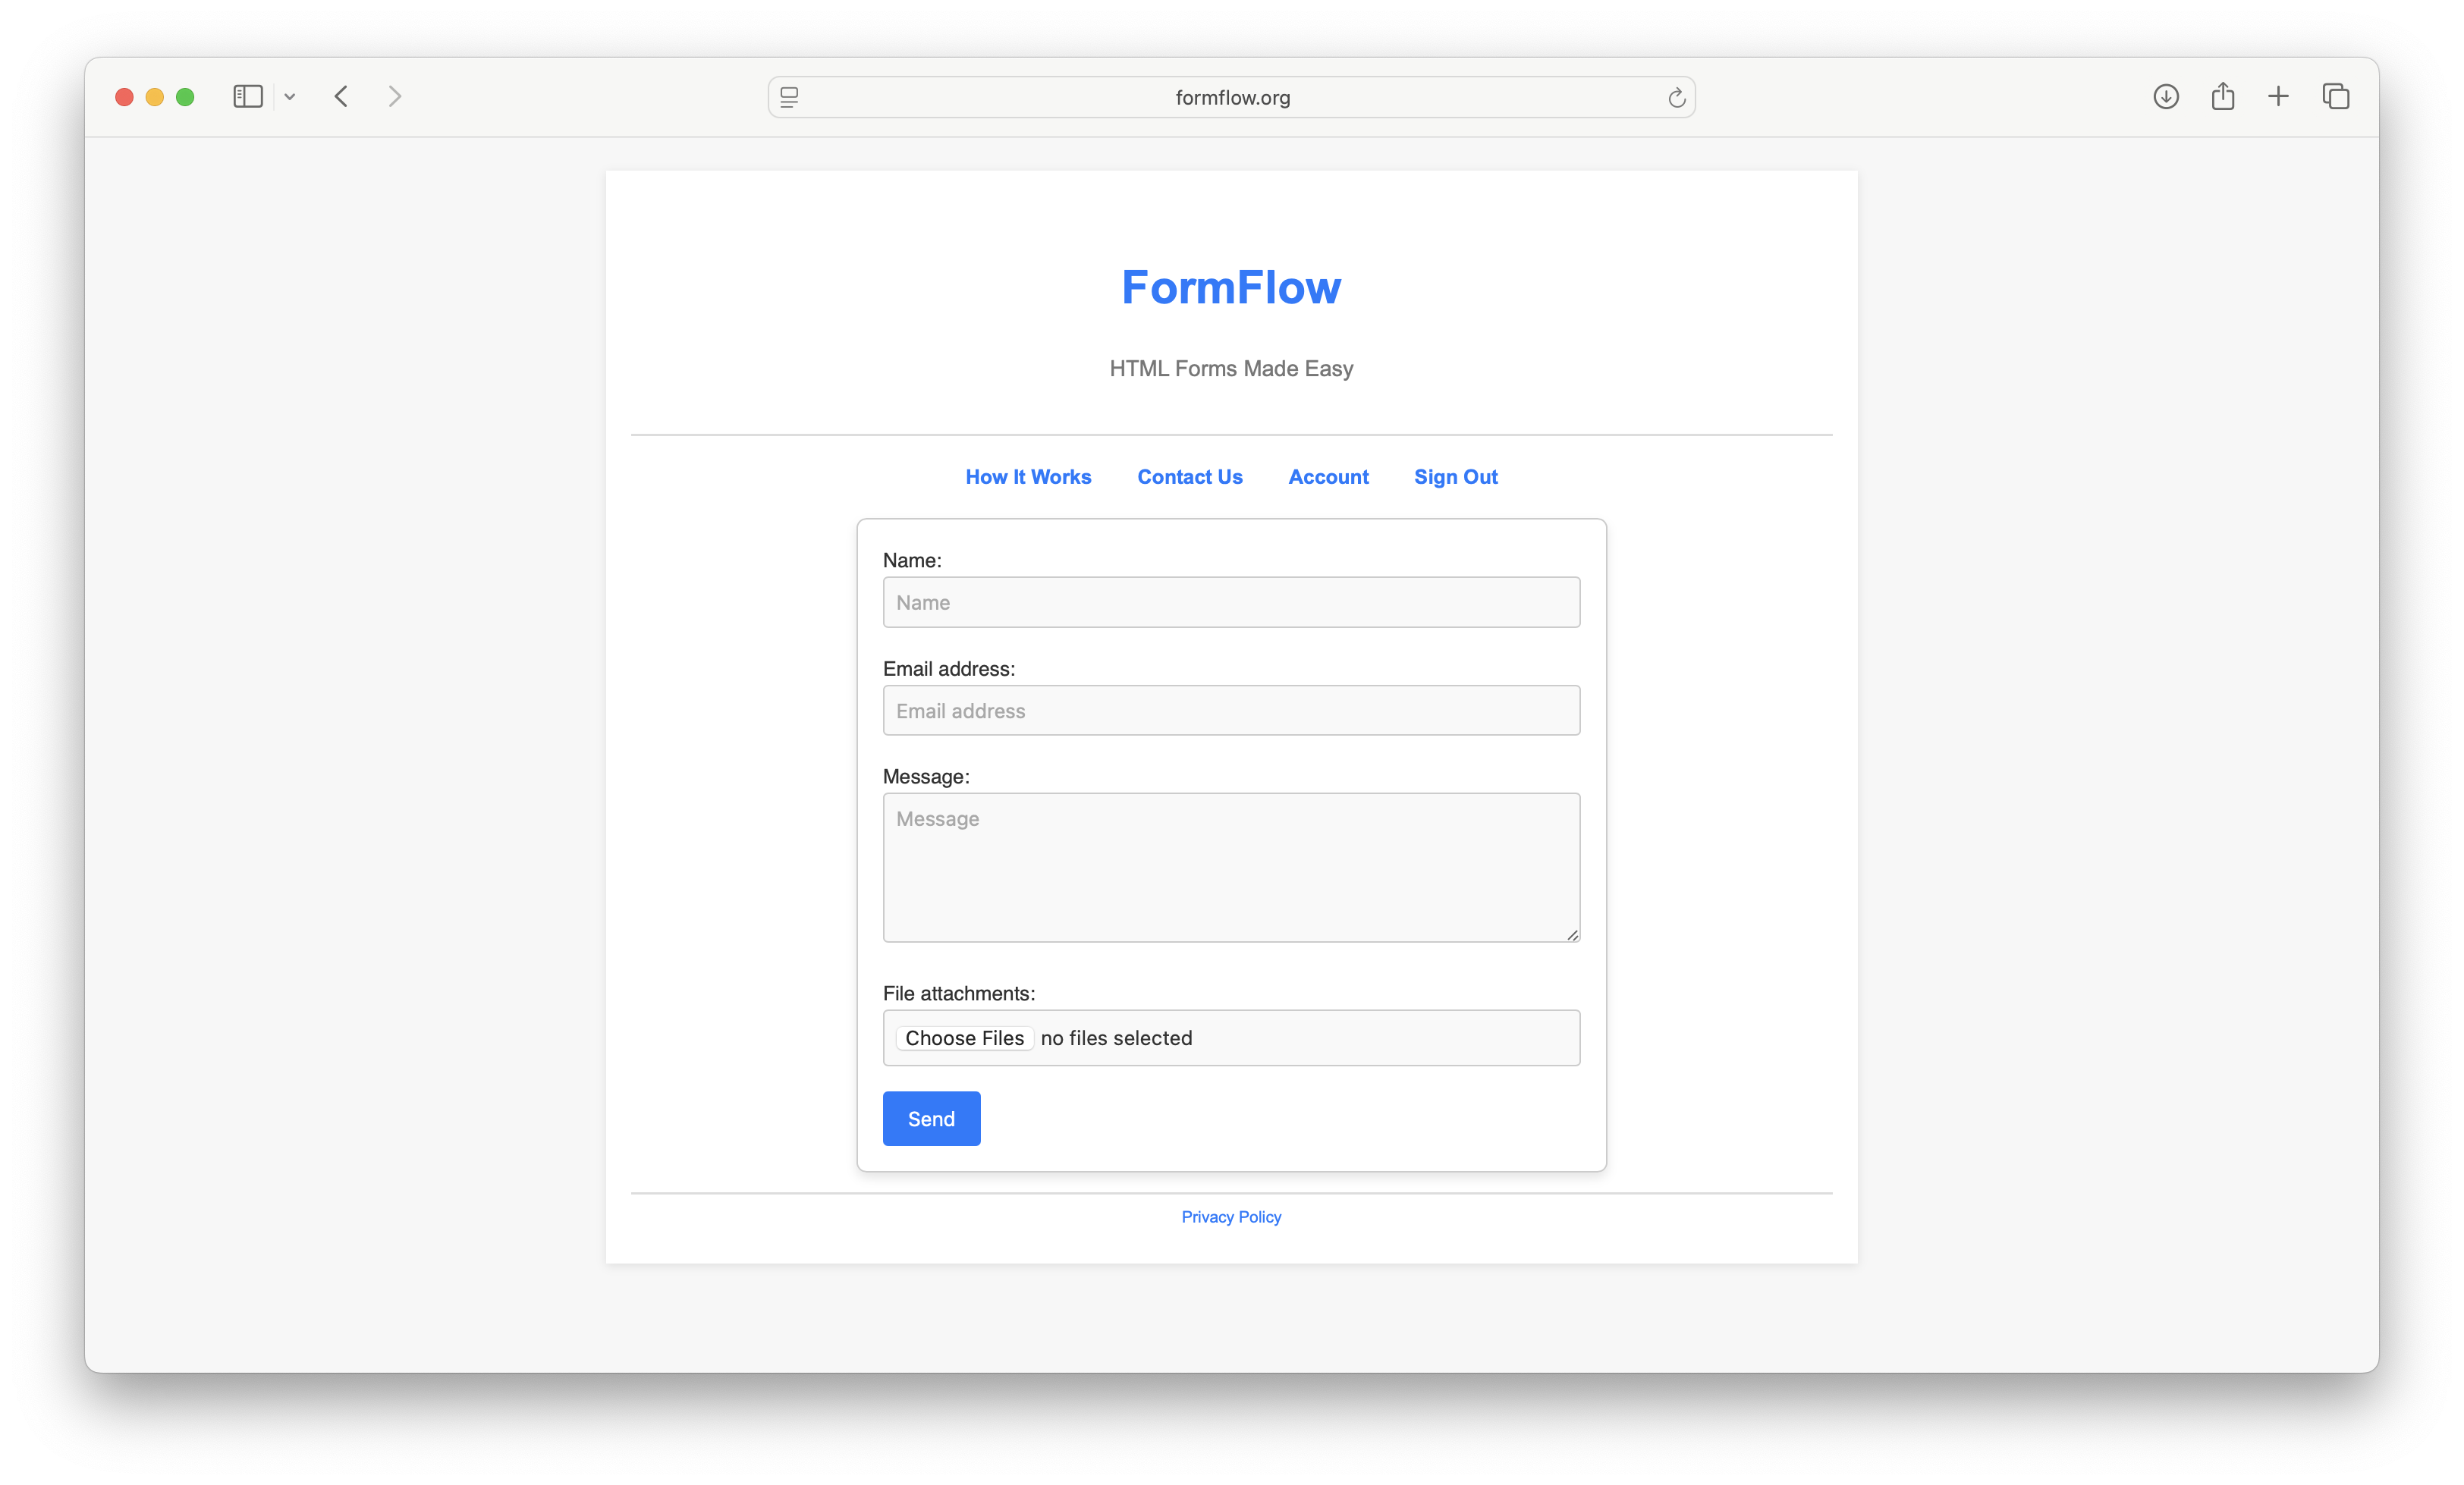 formflow.org
FormFlow
HTML Forms Made Easy
How It Works Contact Us Account Sign Out
Name:
Name
Email address:
Email address
Message:
Message
File attachments:
Choose Files no files selected
Send
Privacy Policy